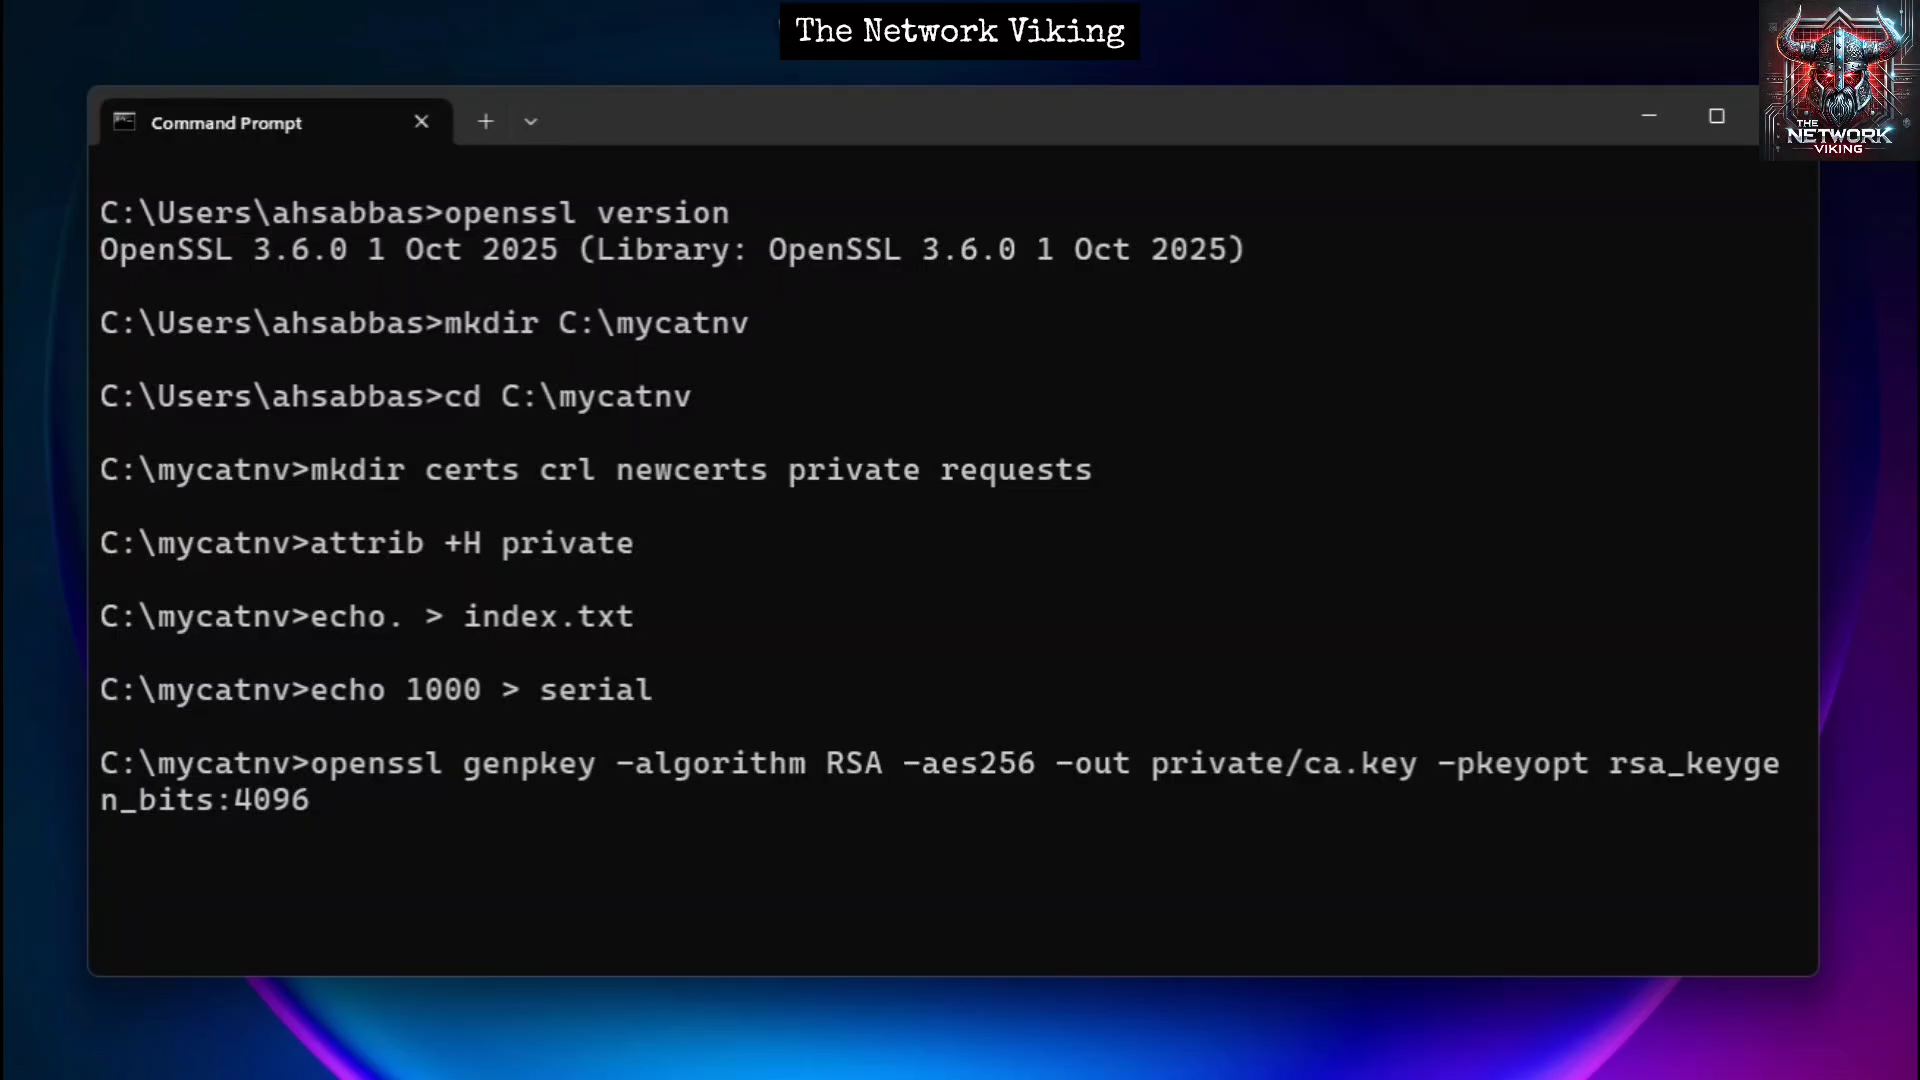 The Network Viking
THE
NETWORK
VIKING
Command Prompt
C:\Users\ahsabbas>openssl version
OpenSSL 3.6.0 1 Oct 2025 (Library: OpenSSL 3.6.0 1 Oct 2025)
C:\Users\ahsabbas>mkdir C:\mycatnv
C:\Users\ahsabbas>cd C:\mycatnv
C:\mycatnv>mkdir certs crl newcerts private requests
C:\mycatnv>attrib +H private
C:\mycatnv>echo. > index.txt
C:\mycatnv>echo 1000 > serial
C:\mycatnv>openssl genpkey -algorithm RSA -aes256 -out private/ca.key -pkeyopt rsa_keyge
n_bits:4096